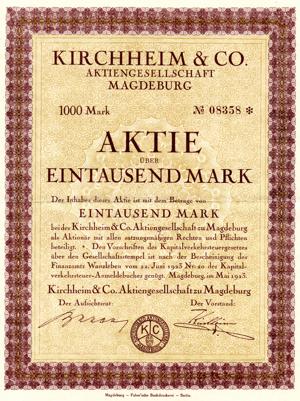 KIRCHHEIM & CO.
AKTIENGESELLSCHAFT
MAGDEBURG
1000 Mark № 08358 *
AKTIE
ÜBER
EINTAUSEND MARK
Der Inhaber dieser Aktie ist mit dem Betrage von
EINTAUSEND MARK
bei der Kirchheim & Co. Aktiengesellschaft zu Magdeburg
als Aktionär mit allen satzungsmäßigen Rechten und Pflichten
beteiligt. *. Den Vorschriften des Kapitalverkehrsteuergesetzes
über den Gesellschaftsstempel ist nach der Bescheinigung des
Finanzamts Wanzleben vom 22. Juni 1923 Nr. 20 der Kapital-
verkehrsteuer-Anmeldebücher genügt. Magdeburg, im Mai 1923.
Kirchheim & Co. Aktiengesellschaft zu Magdeburg
Der Aufsichtsrat: Der Vorstand:
K C
Magdeburg – Buchdruckerei – Berlin.